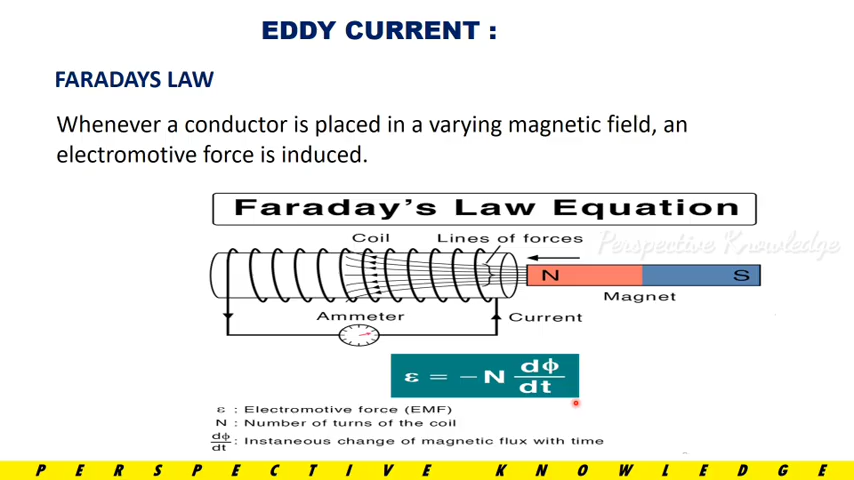 EDDY CURRENT :
FARADAYS LAW
Whenever a conductor is placed in a varying magnetic field, an
electromotive force is induced.
Faraday's Law Equation
Coil Lines of forces
Perspective Knowledge
N S
Magnet
Ammeter Current
ε = −N dϕ/dt
ε : Electromotive force (EMF)
N : Number of turns of the coil
dϕ/dt : Instaneous change of magnetic flux with time
PERSPECTIVE KNOWLEDGE